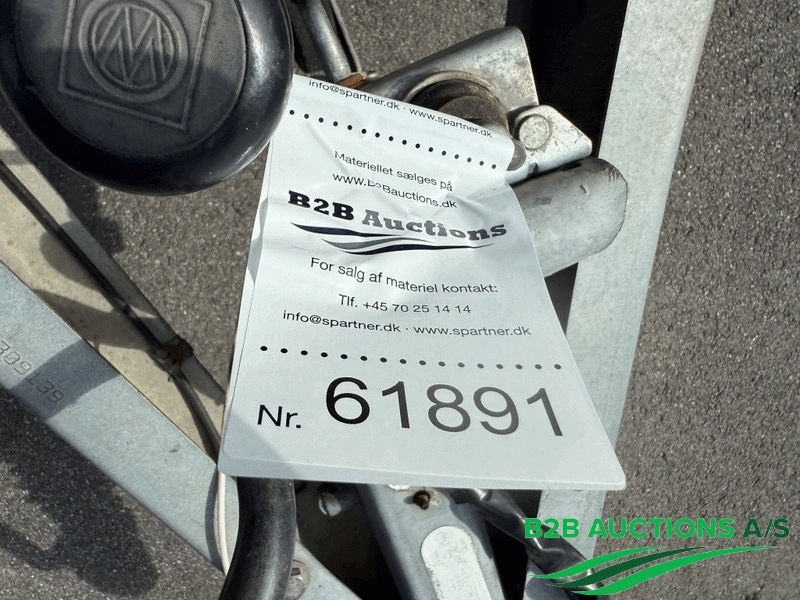 info@spartner.dk · www.spartner.dk
Materiellet sælges på
www.b2Bauctions.dk
B2B Auctions
For salg af materiel kontakt:
Tlf. +45 70 25 14 14
info@spartner.dk · www.spartner.dk
Nr. 61891
B2B AUCTIONS A/S